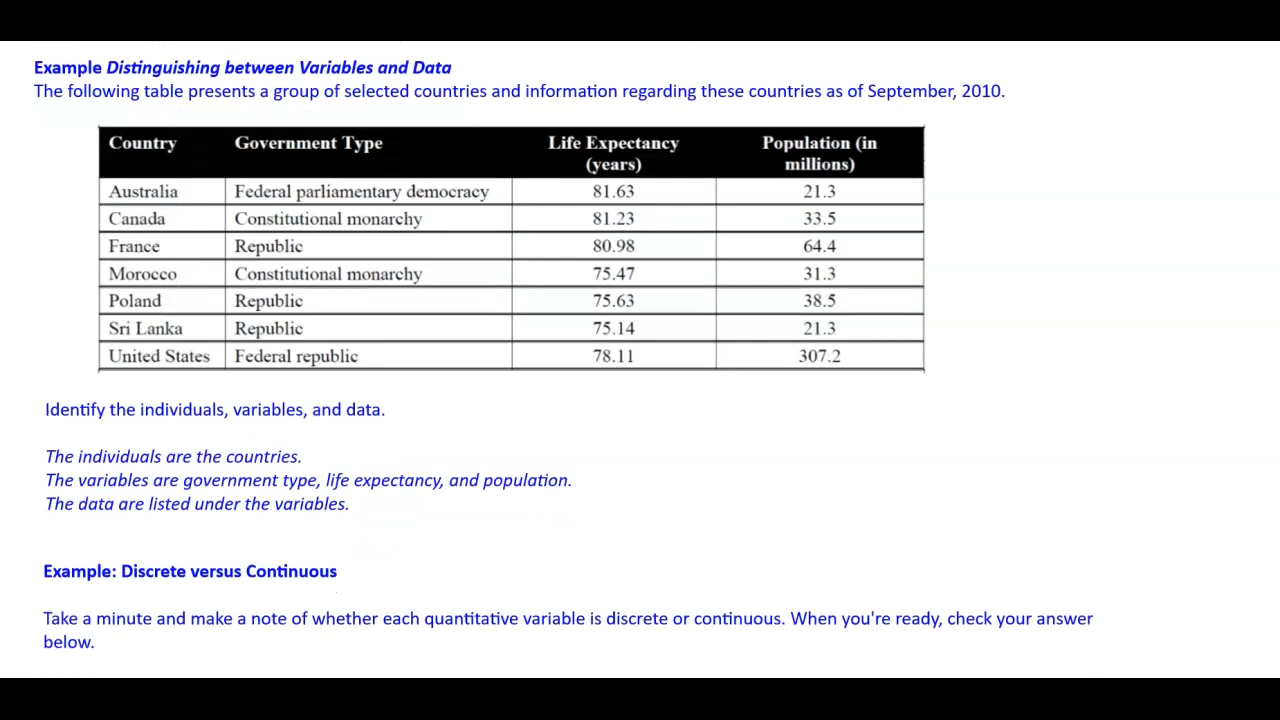 Example Distinguishing between Variables and Data
The following table presents a group of selected countries and information regarding these countries as of September, 2010.
Country Government Type Life Expectancy (years) Population (in millions)
Australia Federal parliamentary democracy 81.63 21.3
Canada Constitutional monarchy 81.23 33.5
France Republic 80.98 64.4
Morocco Constitutional monarchy 75.47 31.3
Poland Republic 75.63 38.5
Sri Lanka Republic 75.14 21.3
United States Federal republic 78.11 307.2
Identify the individuals, variables, and data.
The individuals are the countries.
The variables are government type, life expectancy, and population.
The data are listed under the variables.
Example: Discrete versus Continuous
Take a minute and make a note of whether each quantitative variable is discrete or continuous. When you're ready, check your answer
below.